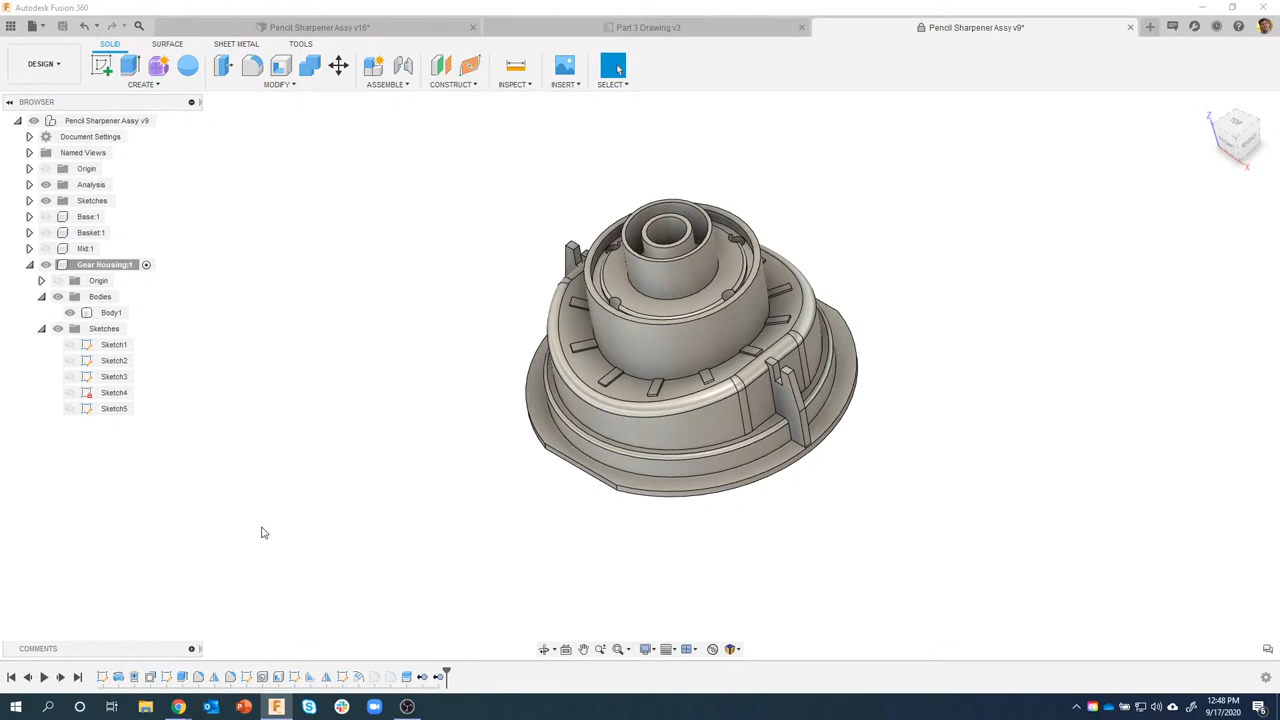 Autodesk Fusion 360
Pencil Sharpener Assy v16*
Part 3 Drawing v3
Pencil Sharpener Assy v9*
SOLID
SURFACE
SHEET METAL
TOOLS
DESIGN
CREATE
MODIFY
ASSEMBLE
CONSTRUCT
INSPECT
INSERT
SELECT
BROWSER
Pencil Sharpener Assy v9
Document Settings
Named Views
Origin
Analysis
Sketches
Base:1
Basket:1
Mid:1
Gear Housing:1
Origin
Bodies
Body1
Sketches
Sketch1
Sketch2
Sketch3
Sketch4
Sketch5
Z
TOP
X
COMMENTS
12:48 PM
9/17/2020
6